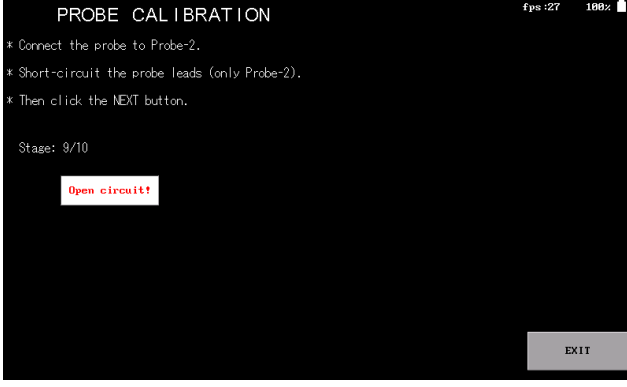 PROBE CALIBRATION
fps:27 100%
* Connect the probe to Probe-2.
* Short-circuit the probe leads (only Probe-2).
* Then click the NEXT button.
Stage: 9/10
Open circuit!
EXIT